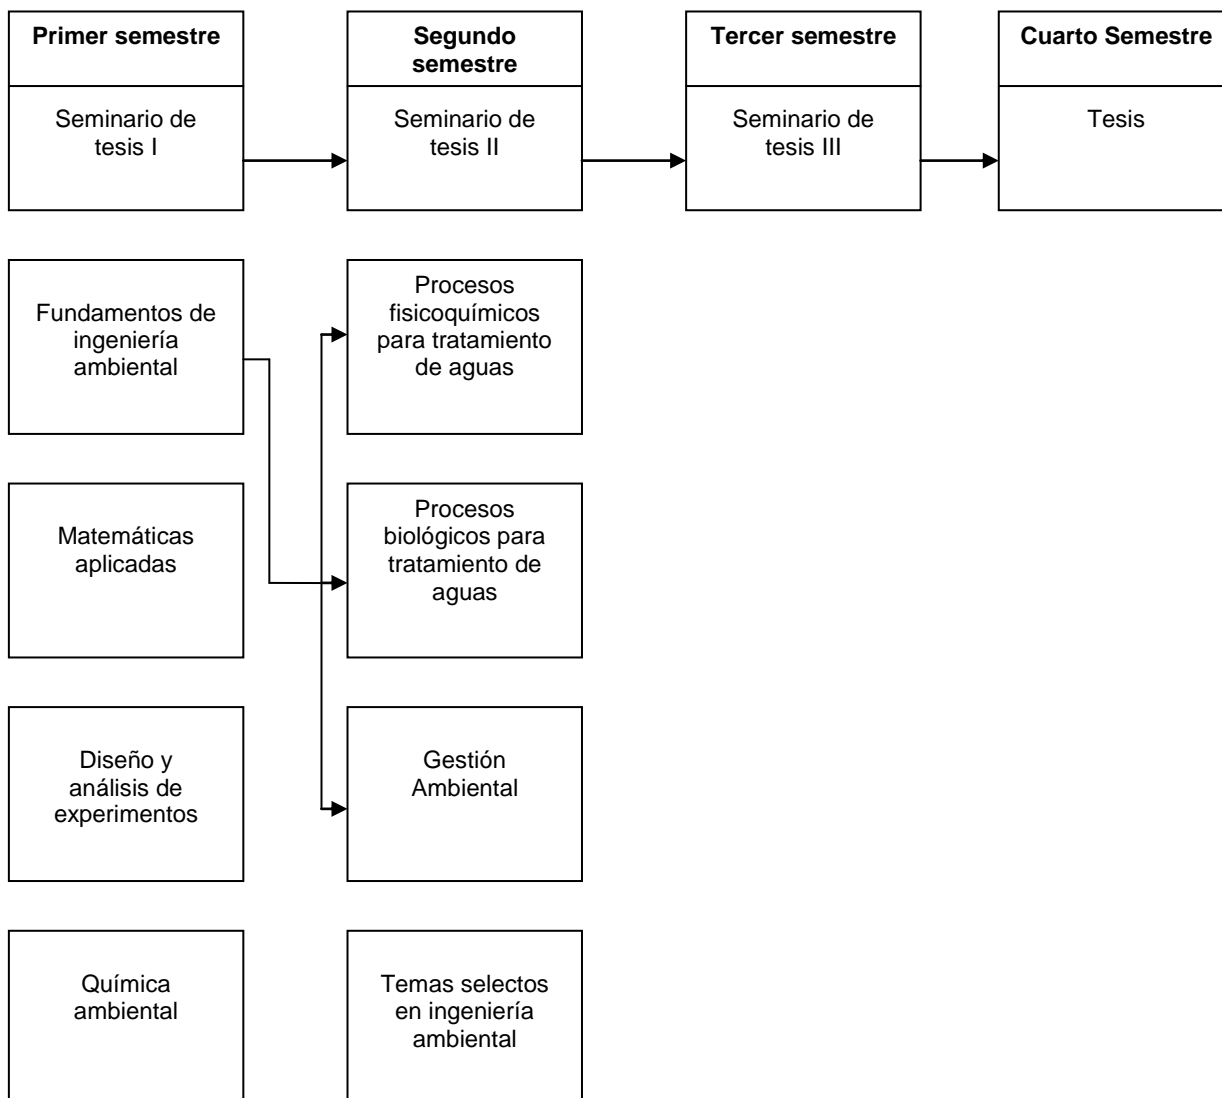 Primer semestre
Segundo
semestre
Tercer semestre
Cuarto Semestre
Seminario de
tesis I
Seminario de
tesis II
Seminario de
tesis III
Tesis
Fundamentos de
ingeniería
ambiental
Procesos
fisicoquímicos
para tratamiento
de aguas
Matemáticas
aplicadas
Procesos
biológicos para
tratamiento de
aguas
Diseño y
análisis de
experimentos
Gestión
Ambiental
Química
ambiental
Temas selectos
en ingeniería
ambiental